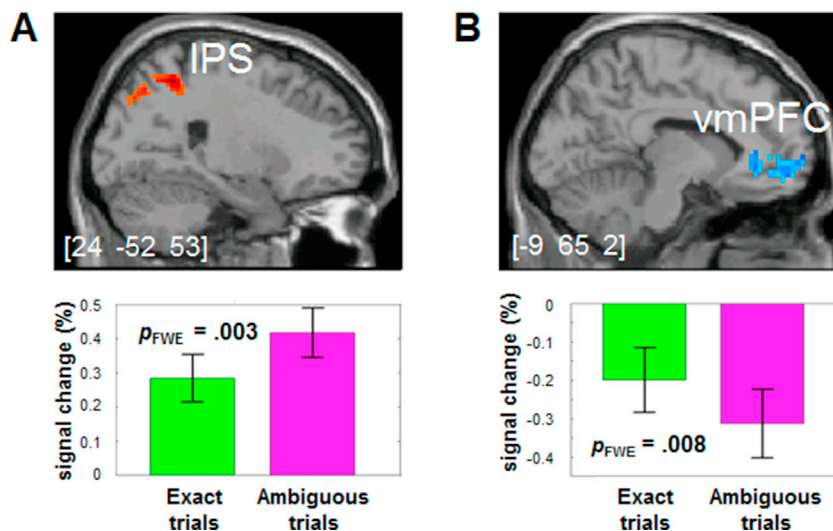 A
IPS
[24 -52 53]
signal change (%)
0.5
0.4
0.3
0.2
0.1
0
pFWE = .003
Exact trials
Ambiguous trials
B
vmPFC
[-9 65 2]
signal change (%)
0
-0.1
-0.2
-0.3
-0.4
pFWE = .008
Exact trials
Ambiguous trials